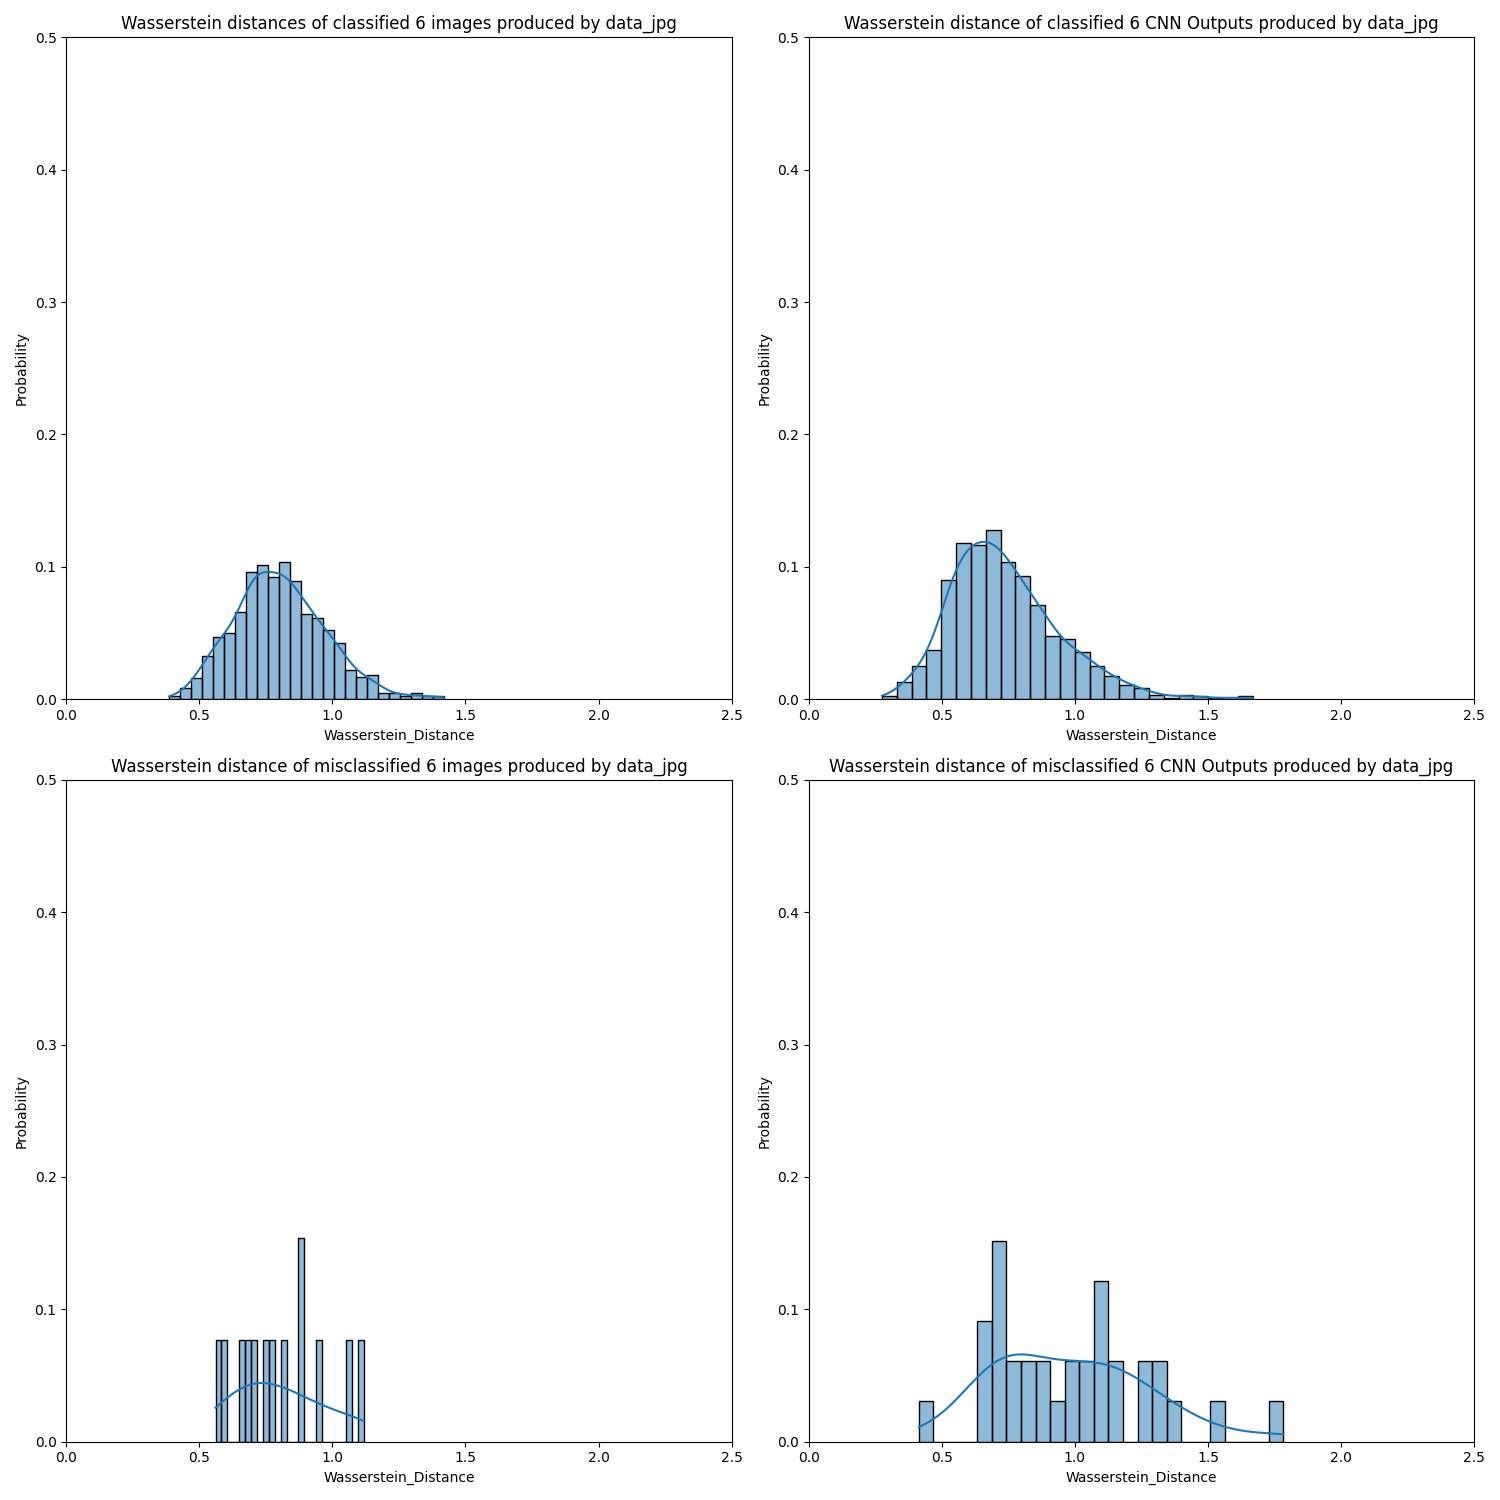 Wasserstein distances of classified 6 images produced by data_jpg
0.5
0.4
0.3
0.2
0.1
0.0
Probability
0.0 0.5 1.0 1.5 2.0 2.5
Wasserstein_Distance
Wasserstein distance of classified 6 CNN Outputs produced by data_jpg
0.5
0.4
0.3
0.2
0.1
0.0
Probability
0.0 0.5 1.0 1.5 2.0 2.5
Wasserstein_Distance
Wasserstein distance of misclassified 6 images produced by data_jpg
0.5
0.4
0.3
0.2
0.1
0.0
Probability
0.0 0.5 1.0 1.5 2.0 2.5
Wasserstein_Distance
Wasserstein distance of misclassified 6 CNN Outputs produced by data_jpg
0.5
0.4
0.3
0.2
0.1
0.0
Probability
0.0 0.5 1.0 1.5 2.0 2.5
Wasserstein_Distance